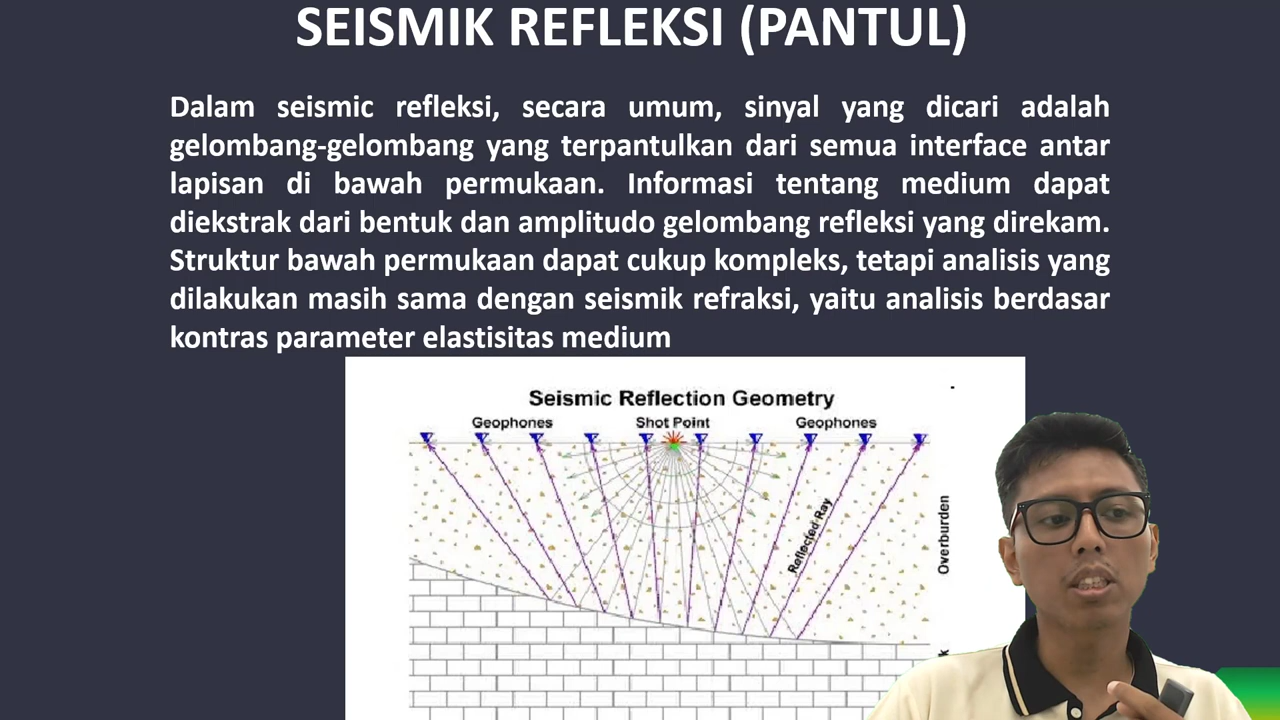 SEISMIK REFLEKSI (PANTUL)
Dalam seismic refleksi, secara umum, sinyal yang dicari adalah
gelombang-gelombang yang terpantulkan dari semua interface antar
lapisan di bawah permukaan. Informasi tentang medium dapat
diekstrak dari bentuk dan amplitudo gelombang refleksi yang direkam.
Struktur bawah permukaan dapat cukup kompleks, tetapi analisis yang
dilakukan masih sama dengan seismik refraksi, yaitu analisis berdasar
kontras parameter elastisitas medium
Seismic Reflection Geometry
Geophones
Shot Point
Geophones
Reflected Ray
Overburden